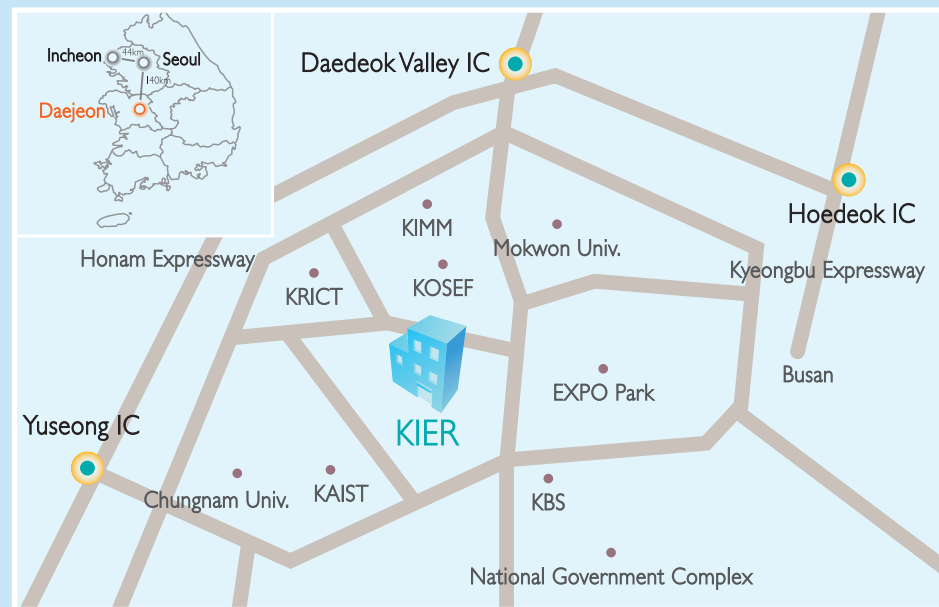 Incheon
44km
Seoul
140km
Daejeon
Daedeok Valley IC
Hoedeok IC
KIMM
Mokwon Univ.
Honam Expressway
KOSEF
Kyeongbu Expressway
KRICT
Busan
EXPO Park
Yuseong IC
KIER
Chungnam Univ.
KAIST
KBS
National Government Complex